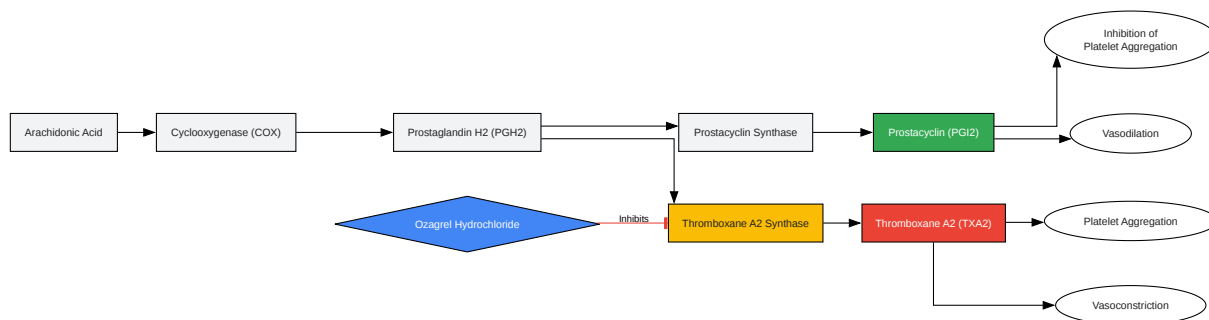 Inhibition of
Platelet Aggregation
Arachidonic Acid
Cyclooxygenase (COX)
Prostaglandin H2 (PGH2)
Prostacyclin Synthase
Prostacyclin (PGI2)
Vasodilation
Ozagrel Hydrochloride
Inhibits
Thromboxane A2 Synthase
Thromboxane A2 (TXA2)
Platelet Aggregation
Vasoconstriction